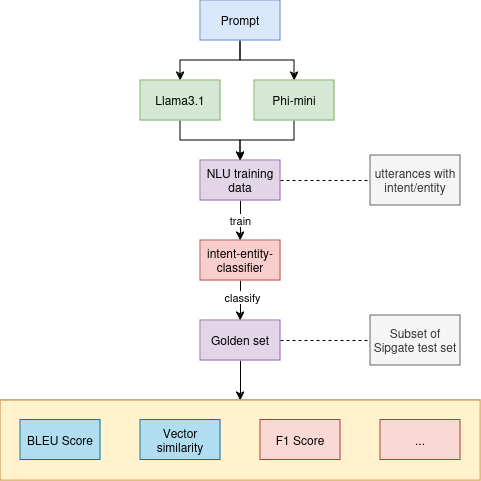 Prompt
Llama3.1
Phi-mini
NLU training
data
utterances with
intent/entity
train
intent-entity-
classifier
classify
Golden set
Subset of
Sipgate test set
BLEU Score
Vector
similarity
F1 Score
...